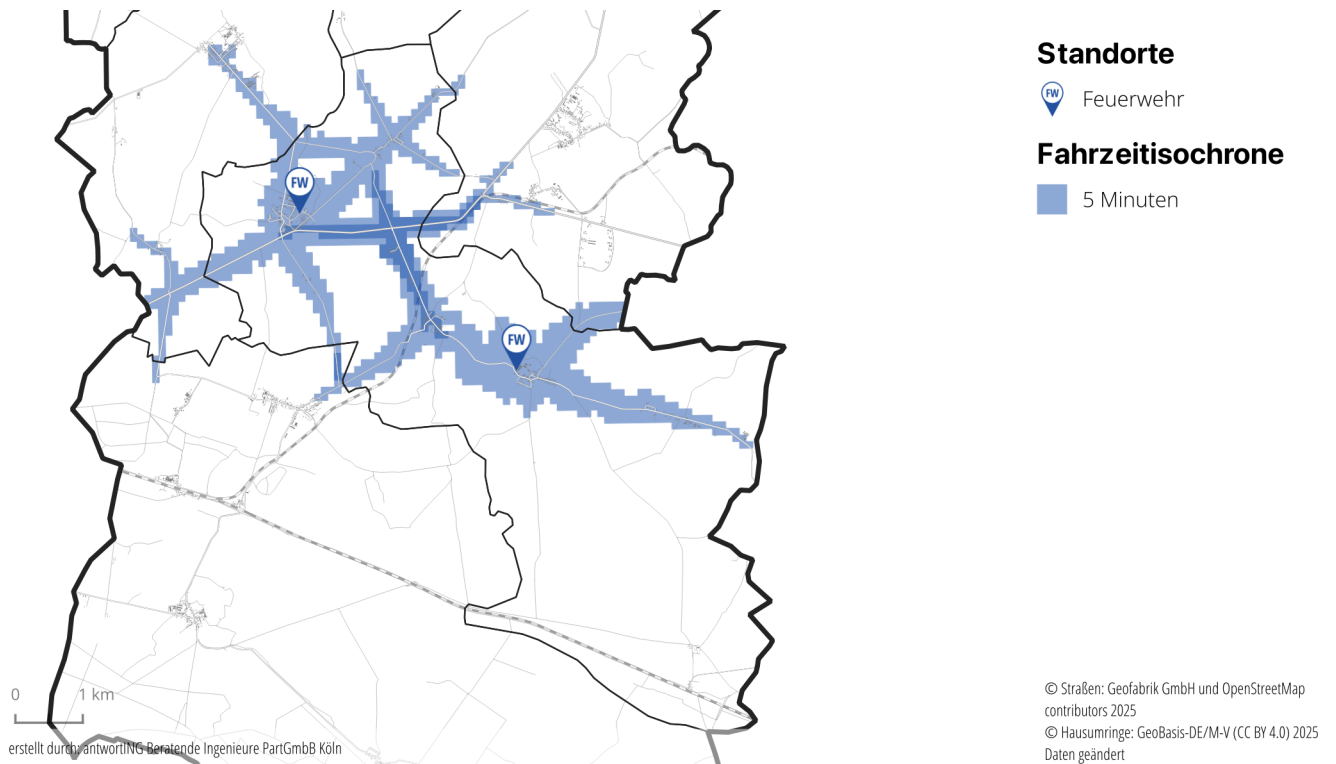 Standorte
FW
Feuerwehr
Fahrzeitisochrone
5 Minuten
FW
FW
0 1 km
erstellt durch: antwortING Beratende Ingenieure PartGmbB Köln
© Straßen: Geofabrik GmbH und OpenStreetMap
contributors 2025
© Hausumringe: GeoBasis-DE/M-V (CC BY 4.0) 2025
Daten geändert